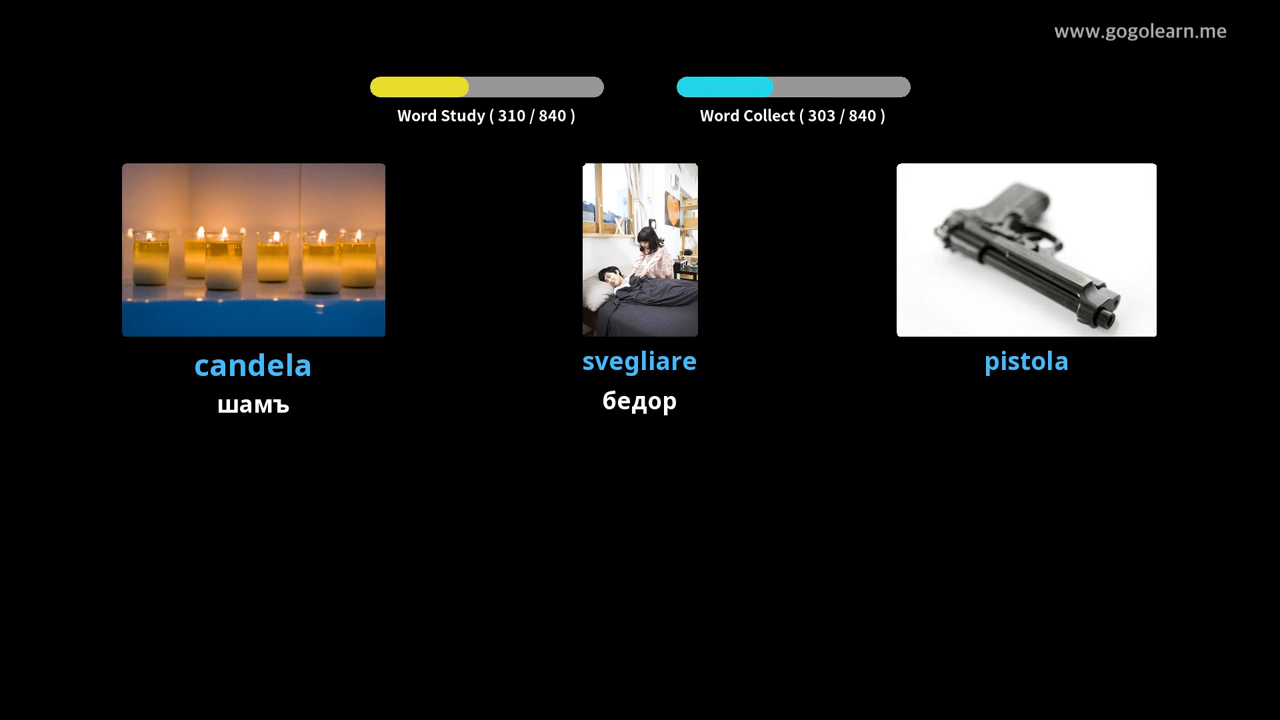 www.gogolearn.me
Word Study ( 310 / 840 )
Word Collect ( 303 / 840 )
candela
svegliare
pistola
шамъ
бедор